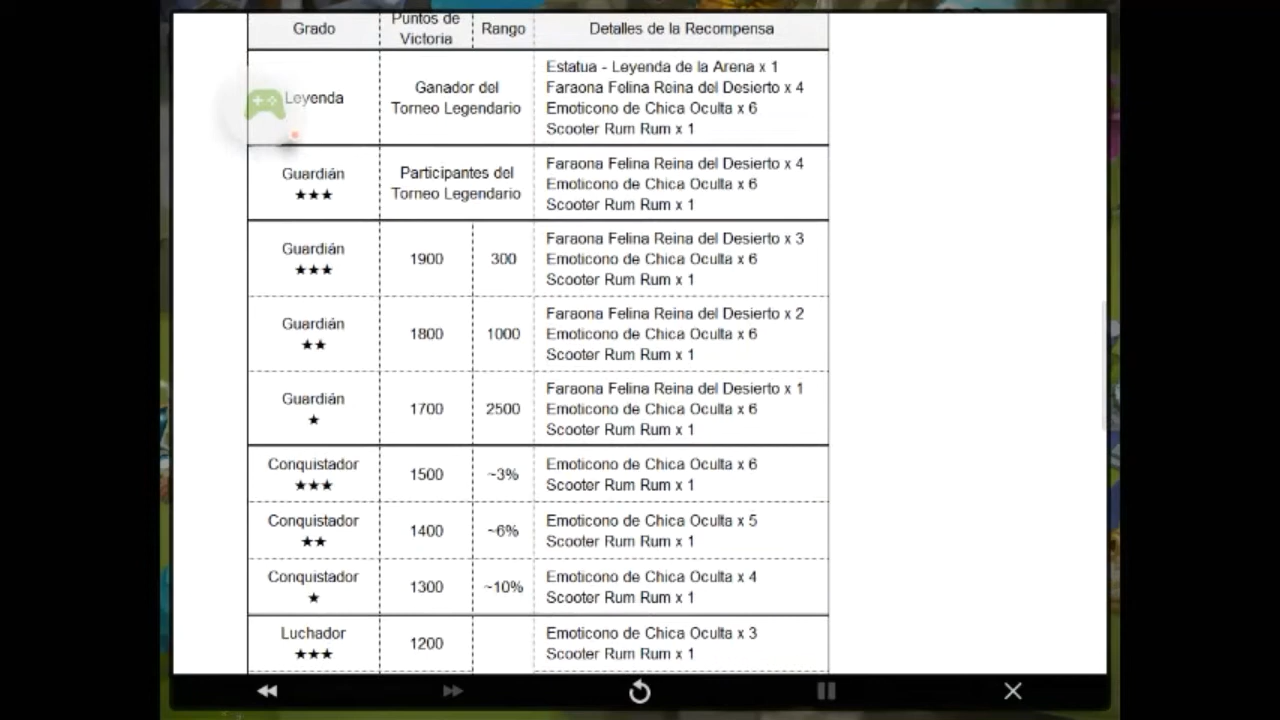 Grado
Puntos de
Victoria
Rango
Detalles de la Recompensa
Leyenda
Ganador del
Torneo Legendario
Estatua - Leyenda de la Arena x 1
Faraona Felina Reina del Desierto x 4
Emoticono de Chica Oculta x 6
Scooter Rum Rum x 1
Guardián
★★★
Participantes del
Torneo Legendario
Faraona Felina Reina del Desierto x 4
Emoticono de Chica Oculta x 6
Scooter Rum Rum x 1
Guardián
★★★
1900
300
Faraona Felina Reina del Desierto x 3
Emoticono de Chica Oculta x 6
Scooter Rum Rum x 1
Guardián
★★
1800
1000
Faraona Felina Reina del Desierto x 2
Emoticono de Chica Oculta x 6
Scooter Rum Rum x 1
Guardián
★
1700
2500
Faraona Felina Reina del Desierto x 1
Emoticono de Chica Oculta x 6
Scooter Rum Rum x 1
Conquistador
★★★
1500
~3%
Emoticono de Chica Oculta x 6
Scooter Rum Rum x 1
Conquistador
★★
1400
~6%
Emoticono de Chica Oculta x 5
Scooter Rum Rum x 1
Conquistador
★
1300
~10%
Emoticono de Chica Oculta x 4
Scooter Rum Rum x 1
Luchador
★★★
1200
Emoticono de Chica Oculta x 3
Scooter Rum Rum x 1